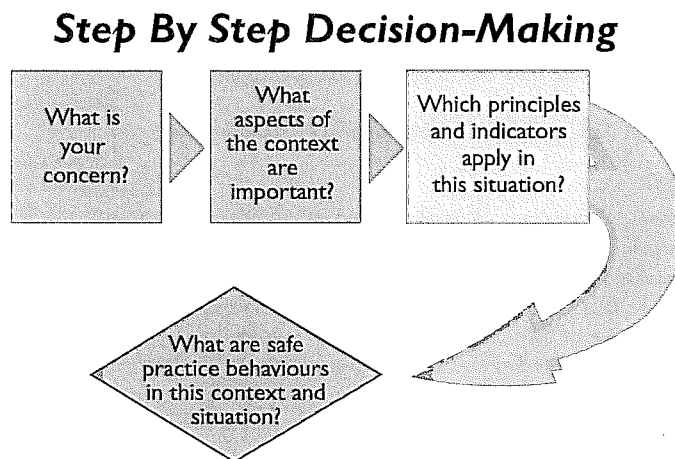 Step By Step Decision-Making
What is
your
concern?
What
aspects of
the context
are
important?
Which principles
and indicators
apply in
this situation?
What are safe
practice behaviours
in this context and
situation?